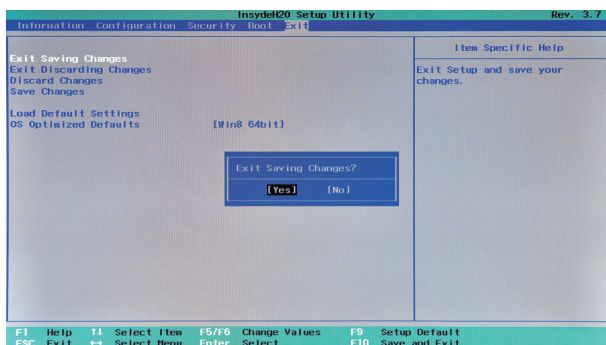 InsydeH20 Setup Utility Rev. 3.7
Information Configuration Security Boot Exit
Item Specific Help
Exit Saving Changes
Exit Discarding Changes
Discard Changes
Save Changes
Load Default Settings
OS Optimized Defaults [Win8 64bit]
Exit Setup and save your
changes.
Exit Saving Changes?
[Yes] [No]
F1 Help ↑↓ Select Item F5/F6 Change Values F9 Setup Default
ESC Exit ↔ Select Menu Enter Select F10 Save and Exit